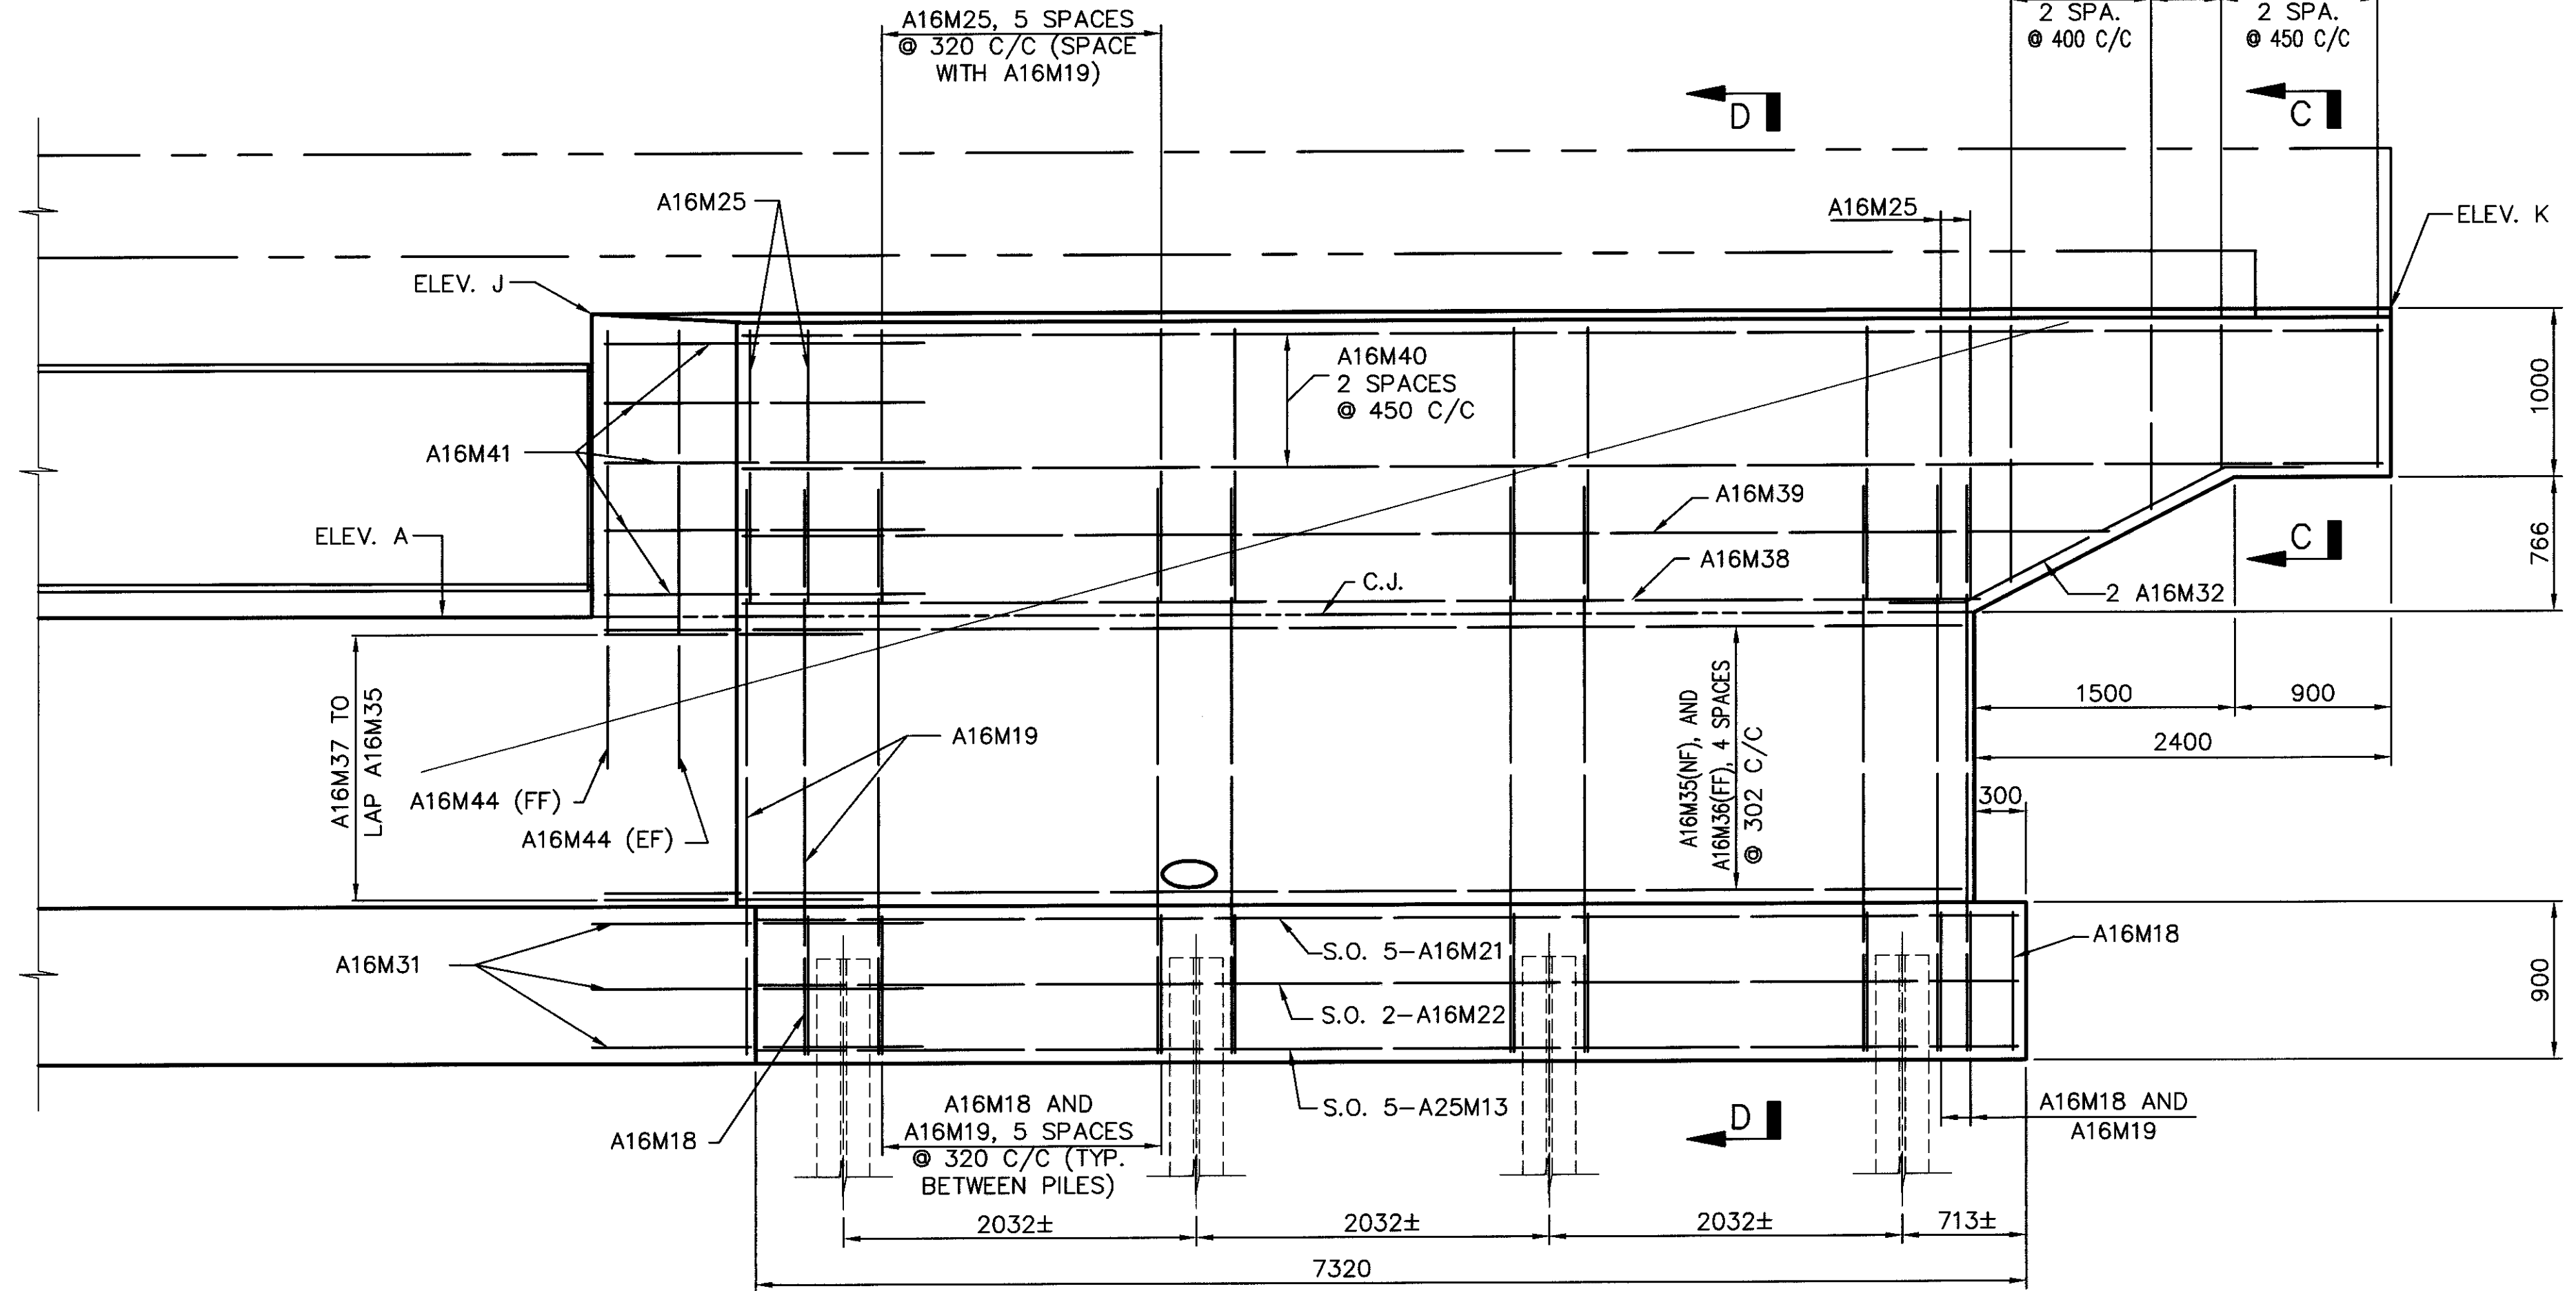 A16M25, 5 SPACES
@ 320 C/C (SPACE
WITH A16M19)
2 SPA.
@ 400 C/C
2 SPA.
@ 450 C/C
D
C
A16M25
A16M25
ELEV. K
ELEV. J
A16M40
2 SPACES
@ 450 C/C
1000
A16M41
A16M39
ELEV. A
C
766
A16M38
C.J.
2 A16M32
A16M37 TO
LAP A16M35
A16M35(NF), AND
A16M36(FF), 4 SPACES
@ 302 C/C
1500
900
A16M19
2400
A16M44 (FF)
300
A16M44 (EF)
A16M18
S.O. 5-A16M21
A16M31
900
S.O. 2-A16M22
A16M18 AND
A16M19, 5 SPACES
@ 320 C/C (TYP.
BETWEEN PILES)
S.O. 5-A25M13
D
A16M18 AND
A16M19
A16M18
2032±
2032±
2032±
713±
7320